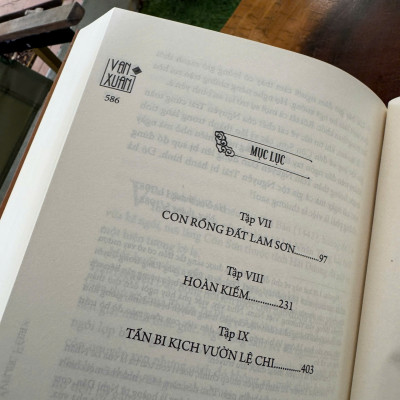 VẠN
XUÂN
586
MỤC LỤC
Tập VII
CON RỒNG ĐẤT LAM SƠN............97
Tập VIII
HOÀN KIẾM.............231
Tập IX
TẤN BI KỊCH VƯỜN LỆ CHI............403